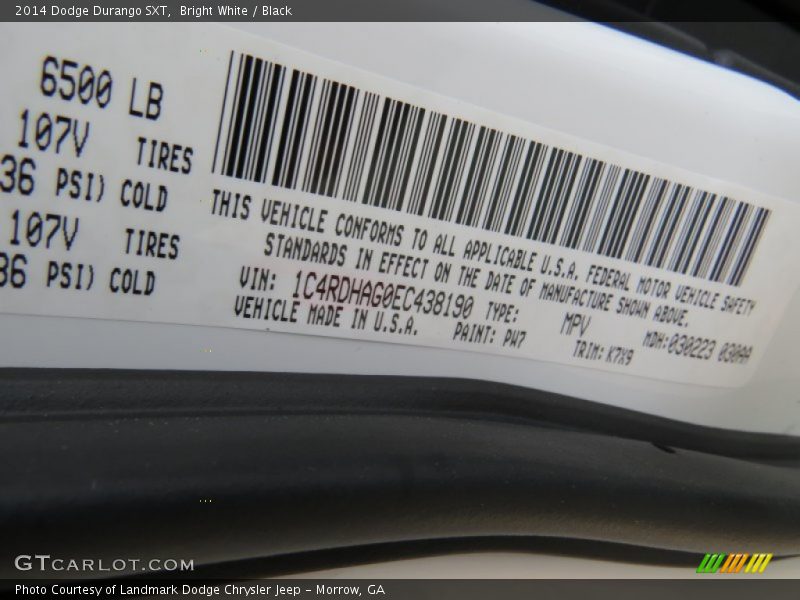 2014 Dodge Durango SXT,  Bright White / Black
6500 LB
107V TIRES
36 PSI) COLD
107V TIRES
36 PSI) COLD
THIS VEHICLE CONFORMS TO ALL APPLICABLE U.S.A. FEDERAL MOTOR VEHICLE SAFETY
STANDARDS IN EFFECT ON THE DATE OF MANUFACTURE SHOWN ABOVE.
VIN: 1C4RDHAG0EC438190 TYPE: MPV MDH:030223 030AA
VEHICLE MADE IN U.S.A. PAINT: PW7 TRIM: K7X9
GTCARLOT.COM
Photo Courtesy of Landmark Dodge Chrysler Jeep - Morrow, GA